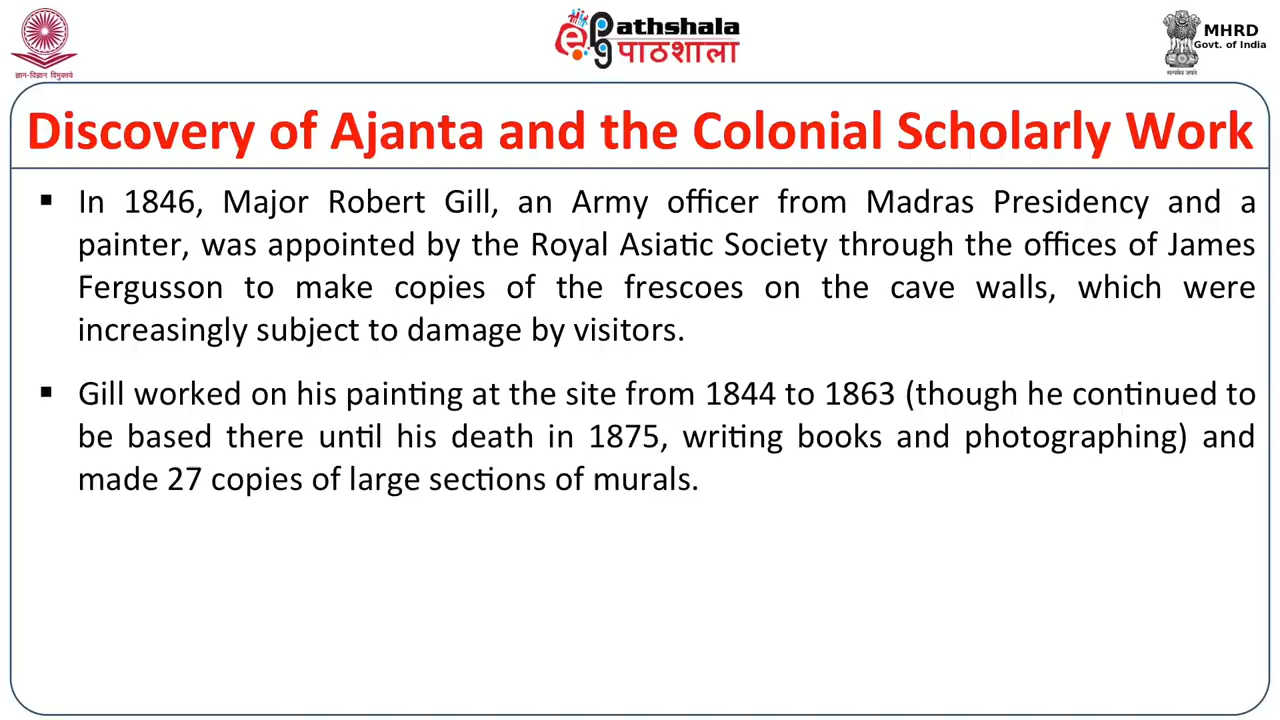 ज्ञान-विज्ञान विमुक्तये
ePathshala
पाठशाला
MHRD
Govt. of India
सत्यमेव जयते
Discovery of Ajanta and the Colonial Scholarly Work
▪ In 1846, Major Robert Gill, an Army officer from Madras Presidency and a
painter, was appointed by the Royal Asiatic Society through the offices of James
Fergusson to make copies of the frescoes on the cave walls, which were
increasingly subject to damage by visitors.
▪ Gill worked on his painting at the site from 1844 to 1863 (though he continued to
be based there until his death in 1875, writing books and photographing) and
made 27 copies of large sections of murals.